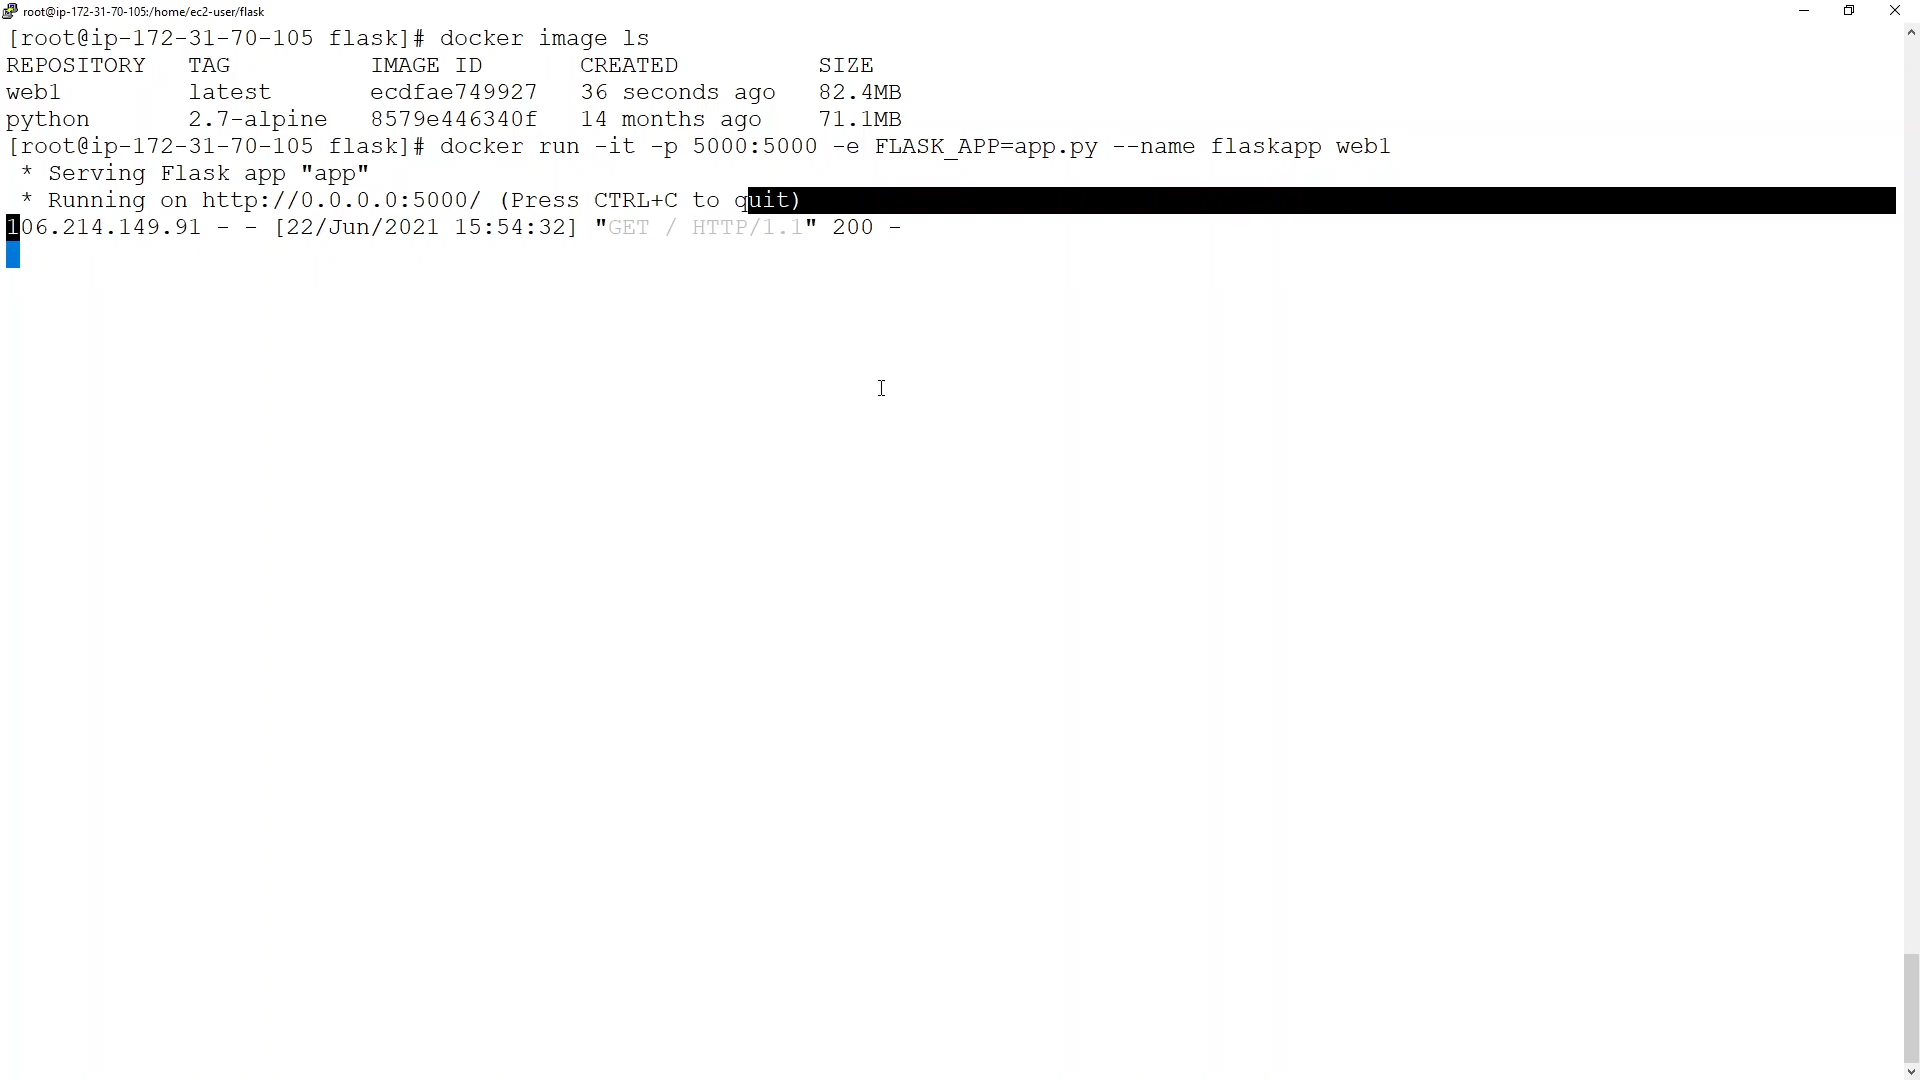 root@ip-172-31-70-105:/home/ec2-user/flask
[root@ip-172-31-70-105 flask]# docker image ls
REPOSITORY   TAG          IMAGE ID       CREATED          SIZE
web1         latest       ecdfae749927   36 seconds ago   82.4MB
python       2.7-alpine   8579e446340f   14 months ago    71.1MB
[root@ip-172-31-70-105 flask]# docker run -it -p 5000:5000 -e FLASK_APP=app.py --name flaskapp web1
 * Serving Flask app "app"
 * Running on http://0.0.0.0:5000/ (Press CTRL+C to quit)
106.214.149.91 - - [22/Jun/2021 15:54:32] "GET / HTTP/1.1" 200 -